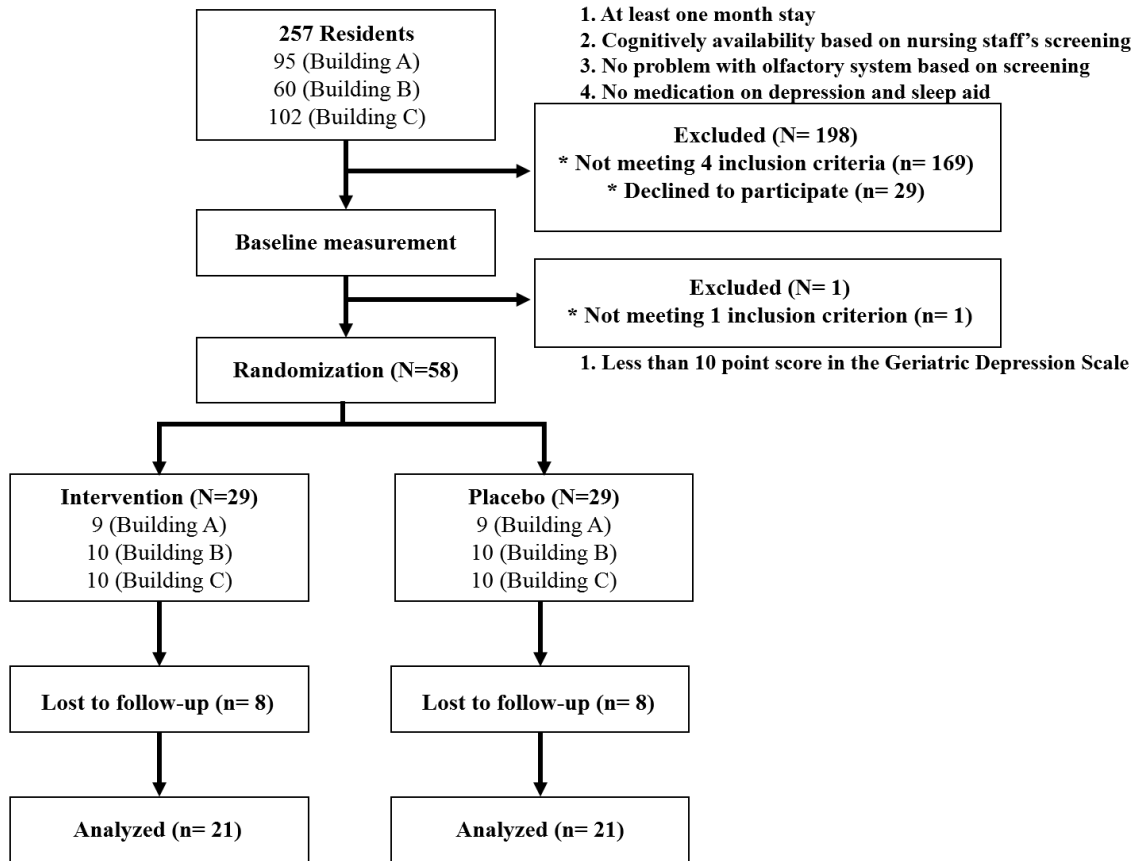 257 Residents
95 (Building A)
60 (Building B)
102 (Building C)
1. At least one month stay
2. Cognitively availability based on nursing staff's screening
3. No problem with olfactory system based on screening
4. No medication on depression and sleep aid
Excluded (N= 198)
* Not meeting 4 inclusion criteria (n= 169)
* Declined to participate (n= 29)
Baseline measurement
Excluded (N= 1)
* Not meeting 1 inclusion criterion (n= 1)
1. Less than 10 point score in the Geriatric Depression Scale
Randomization (N=58)
Intervention (N=29)
9 (Building A)
10 (Building B)
10 (Building C)
Placebo (N=29)
9 (Building A)
10 (Building B)
10 (Building C)
Lost to follow-up (n= 8)
Lost to follow-up (n= 8)
Analyzed (n= 21)
Analyzed (n= 21)